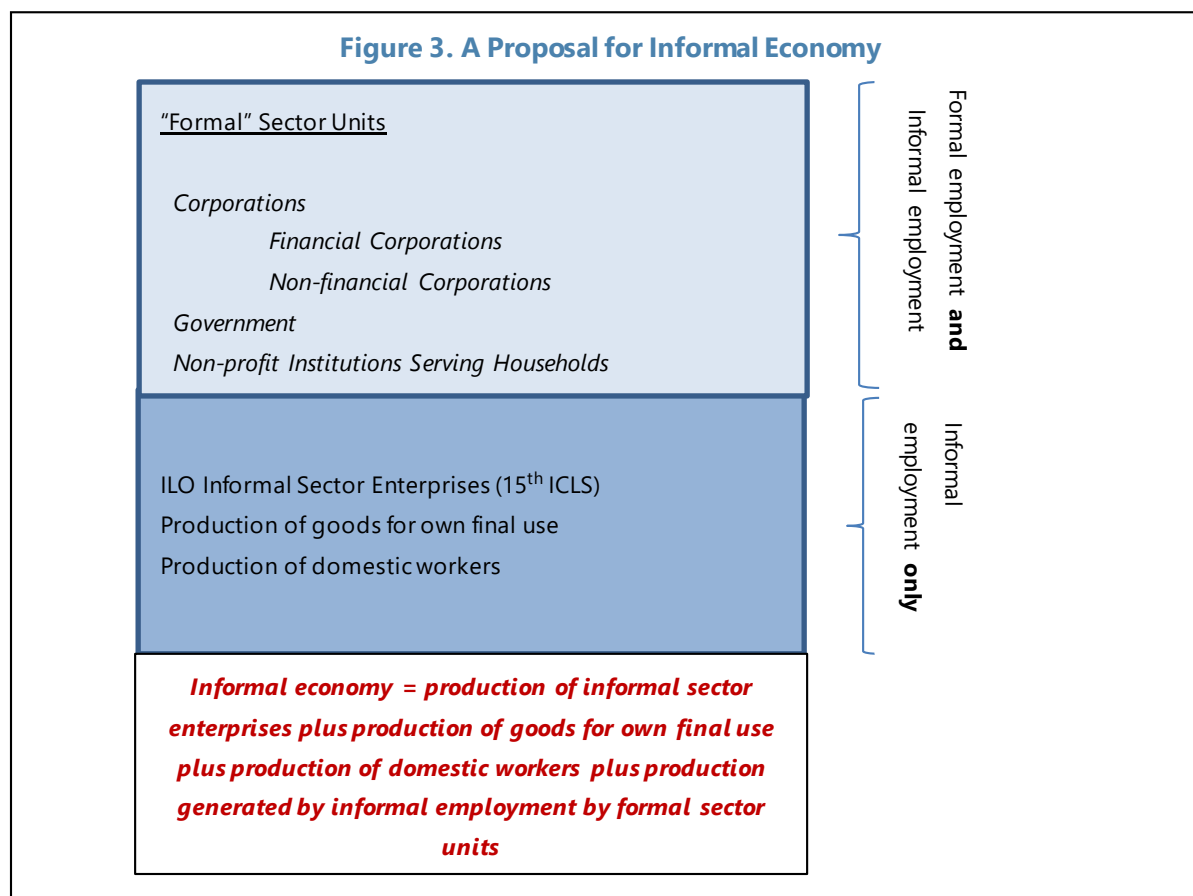 Figure 3. A Proposal for Informal Economy
“Formal” Sector Units
Corporations
Financial Corporations
Non-financial Corporations
Government
Non-profit Institutions Serving Households
Formal employment and
Informal employment
ILO Informal Sector Enterprises (15th ICLS)
Production of goods for own final use
Production of domestic workers
Informal
employment only
Informal economy = production of informal sector
enterprises plus production of goods for own final use
plus production of domestic workers plus production
generated by informal employment by formal sector
units